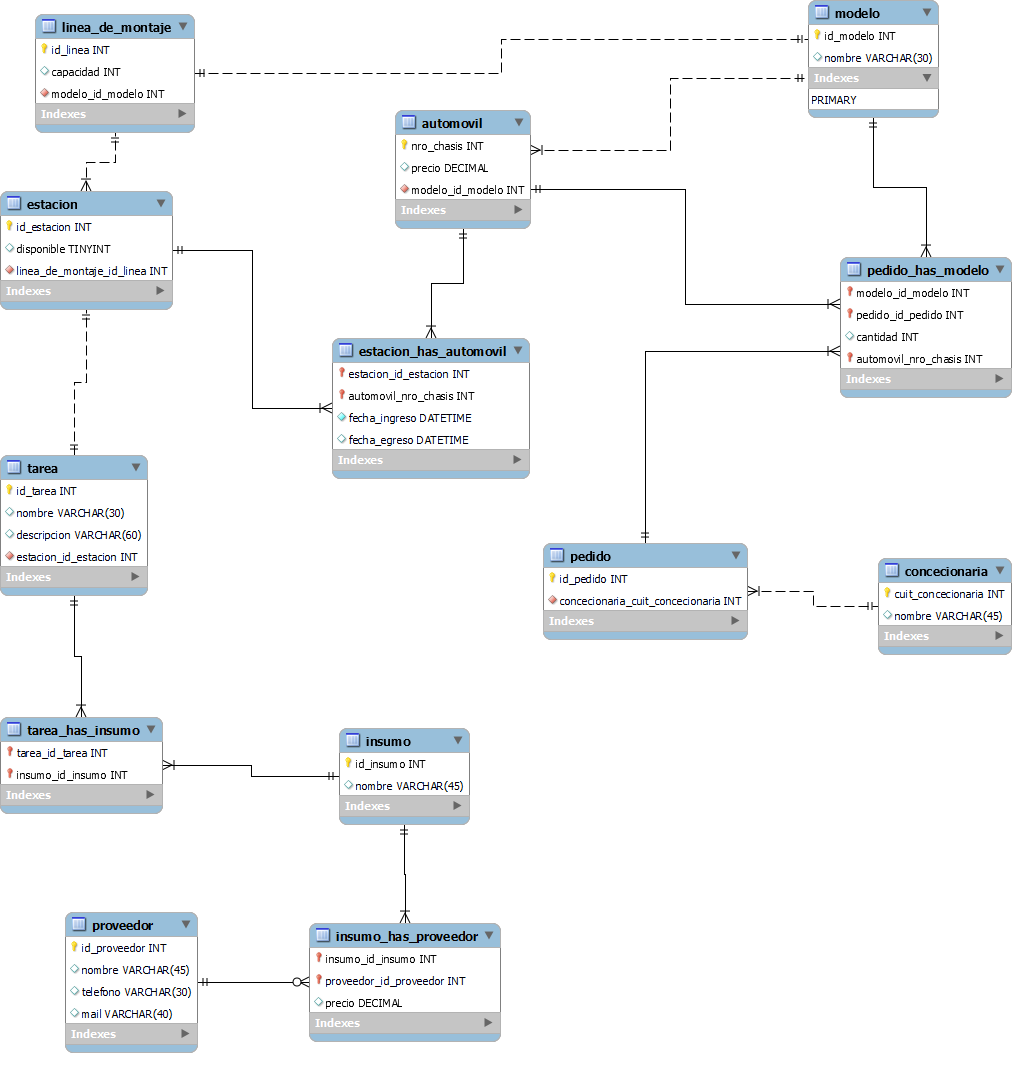 linea_de_montaje
id_linea INT
capacidad INT
modelo_id_modelo INT
Indexes
modelo
id_modelo INT
nombre VARCHAR(30)
Indexes
PRIMARY
automovil
nro_chasis INT
precio DECIMAL
modelo_id_modelo INT
Indexes
estacion
id_estacion INT
disponible TINYINT
linea_de_montaje_id_linea INT
Indexes
pedido_has_modelo
modelo_id_modelo INT
pedido_id_pedido INT
cantidad INT
automovil_nro_chasis INT
Indexes
estacion_has_automovil
estacion_id_estacion INT
automovil_nro_chasis INT
fecha_ingreso DATETIME
fecha_egreso DATETIME
Indexes
tarea
id_tarea INT
nombre VARCHAR(30)
descripcion VARCHAR(60)
estacion_id_estacion INT
Indexes
pedido
id_pedido INT
concecionaria_cuit_concecionaria INT
Indexes
concecionaria
cuit_concecionaria INT
nombre VARCHAR(45)
Indexes
tarea_has_insumo
tarea_id_tarea INT
insumo_id_insumo INT
Indexes
insumo
id_insumo INT
nombre VARCHAR(45)
Indexes
proveedor
id_proveedor INT
nombre VARCHAR(45)
telefono VARCHAR(30)
mail VARCHAR(40)
Indexes
insumo_has_proveedor
insumo_id_insumo INT
proveedor_id_proveedor INT
precio DECIMAL
Indexes